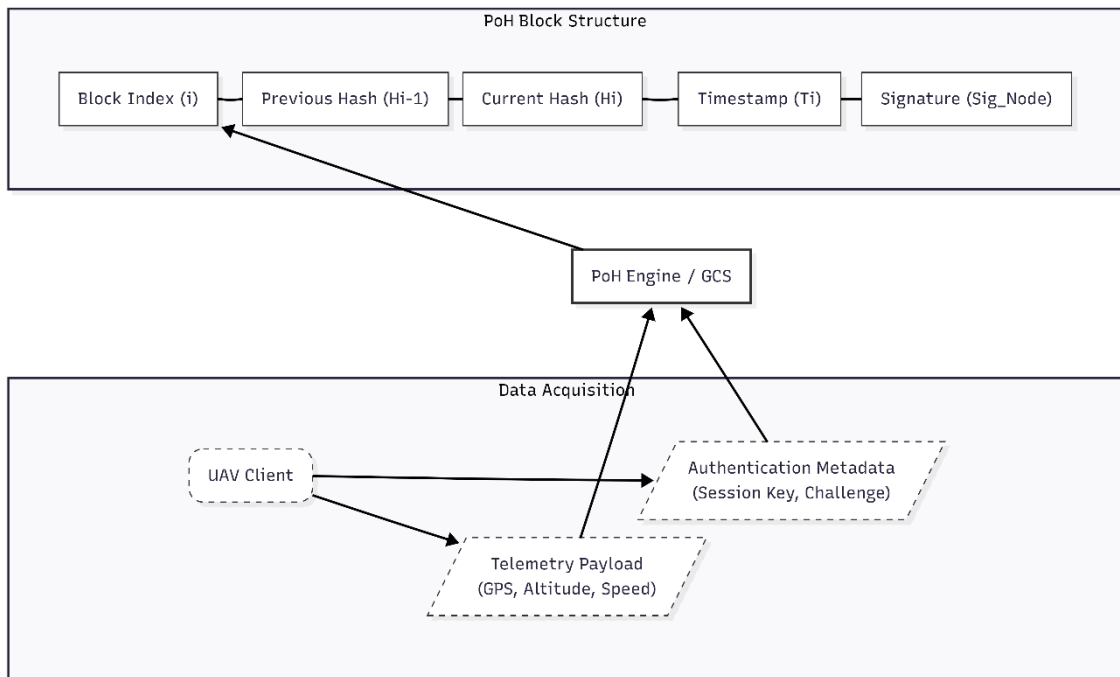 PoH Block Structure
Block Index (i)
Previous Hash (Hi-1)
Current Hash (Hi)
Timestamp (Ti)
Signature (Sig_Node)
PoH Engine / GCS
Data Acquisition
UAV Client
Authentication Metadata
(Session Key, Challenge)
Telemetry Payload
(GPS, Altitude, Speed)